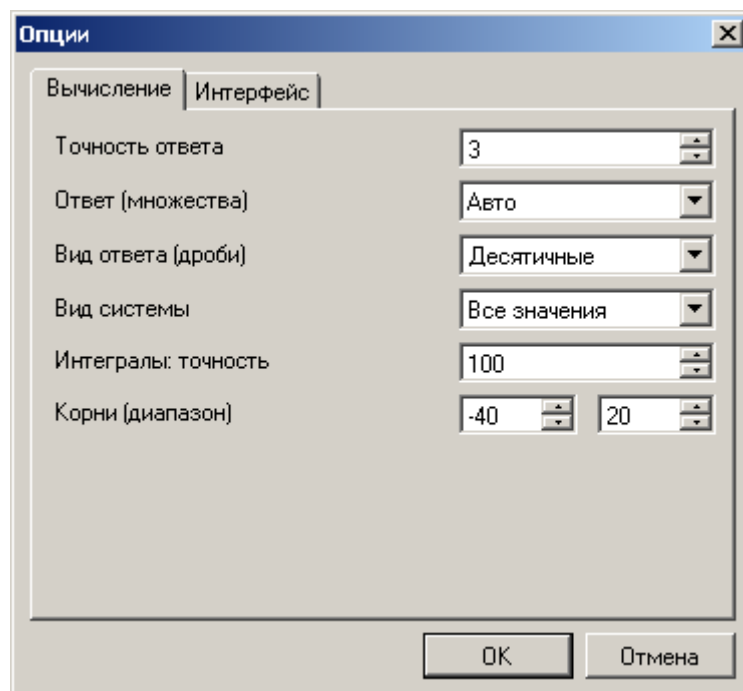 Опции
Вычисление Интерфейс
Точность ответа 3
Ответ (множества) Авто
Вид ответа (дроби) Десятичные
Вид системы Все значения
Интегралы: точность 100
Корни (диапазон) -40 20
OK Отмена